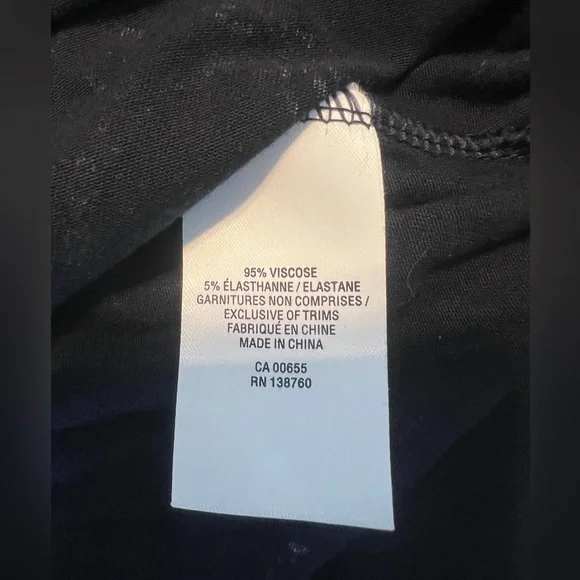 95% VISCOSE
5% ÉLASTHANNE / ELASTANE
GARNITURES NON COMPRISES /
EXCLUSIVE OF TRIMS
FABRIQUÉ EN CHINE
MADE IN CHINA
CA 00655
RN 138760